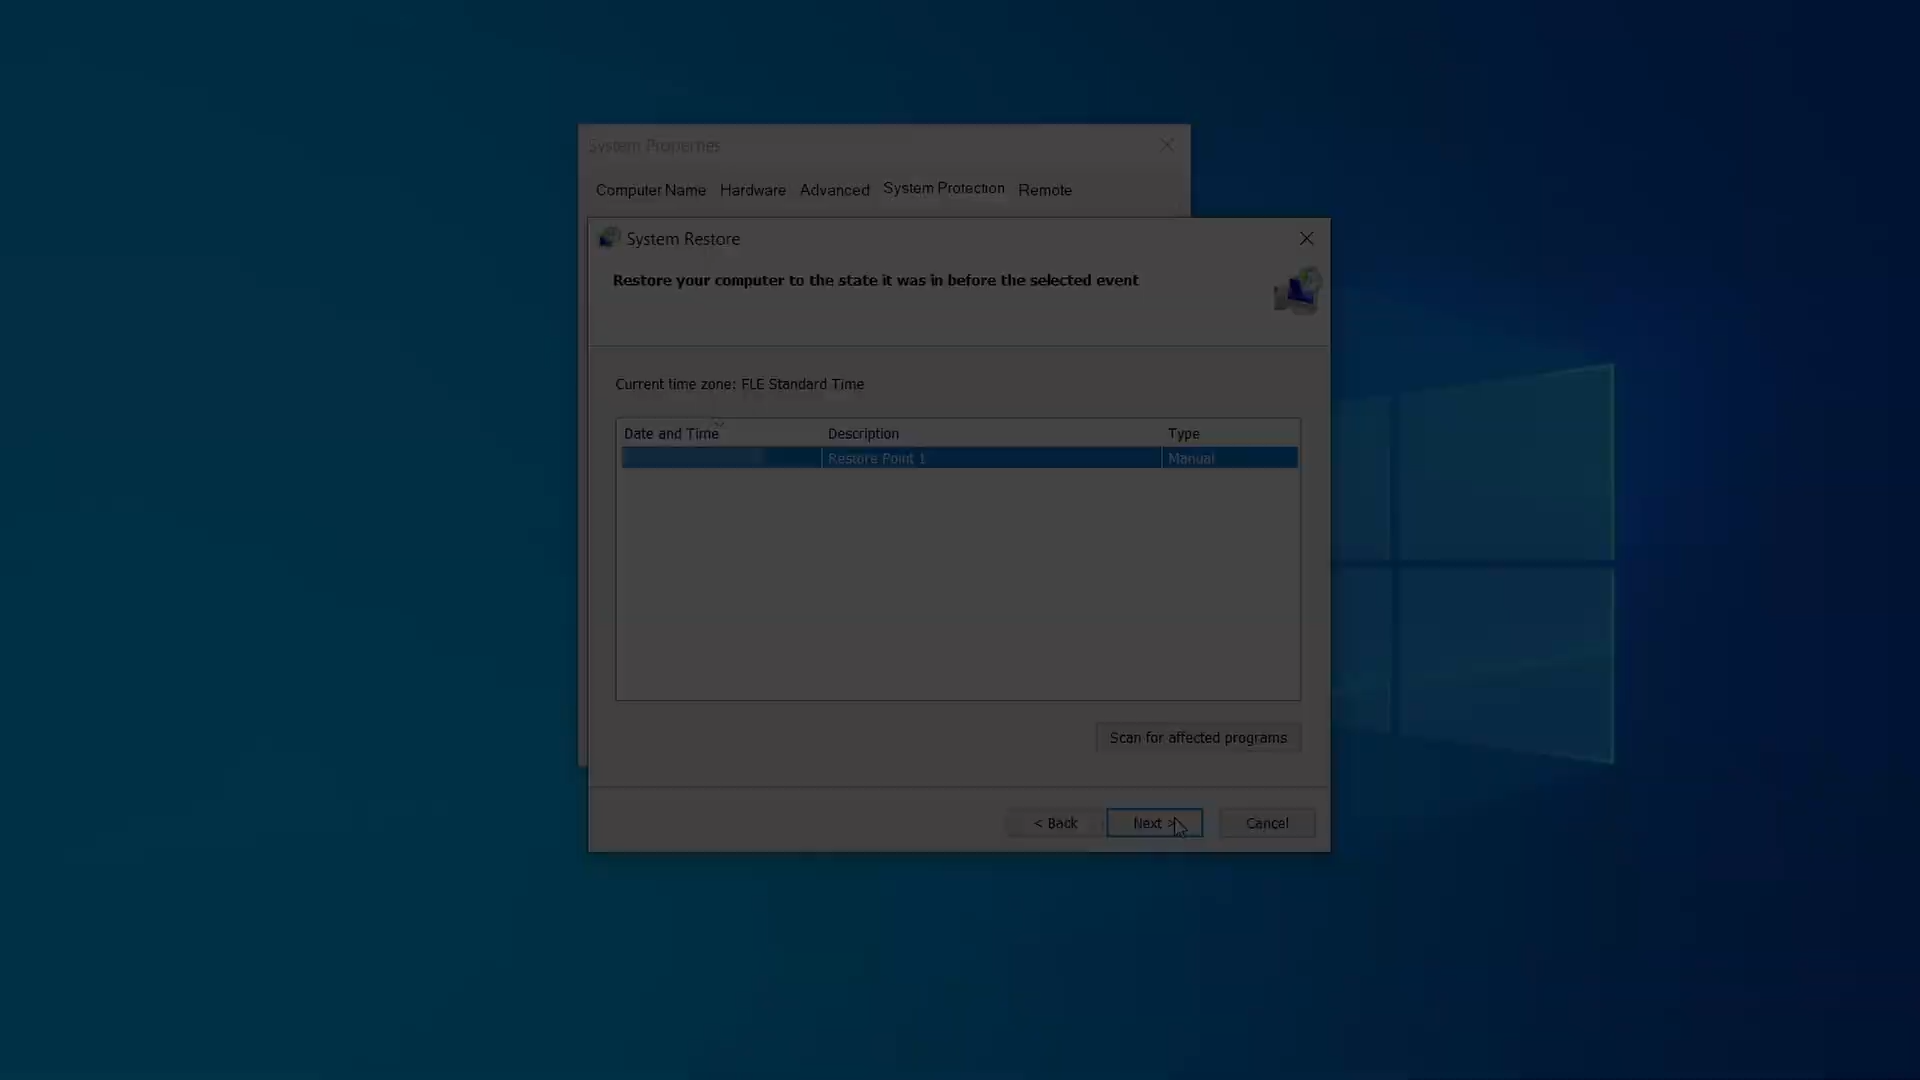 System Properties
Computer Name Hardware Advanced System Protection Remote
System Restore
Restore your computer to the state it was in before the selected event
Current time zone: FLE Standard Time
Date and Time Description Type
Restore Point 1 Manual
Scan for affected programs
< Back Next > Cancel